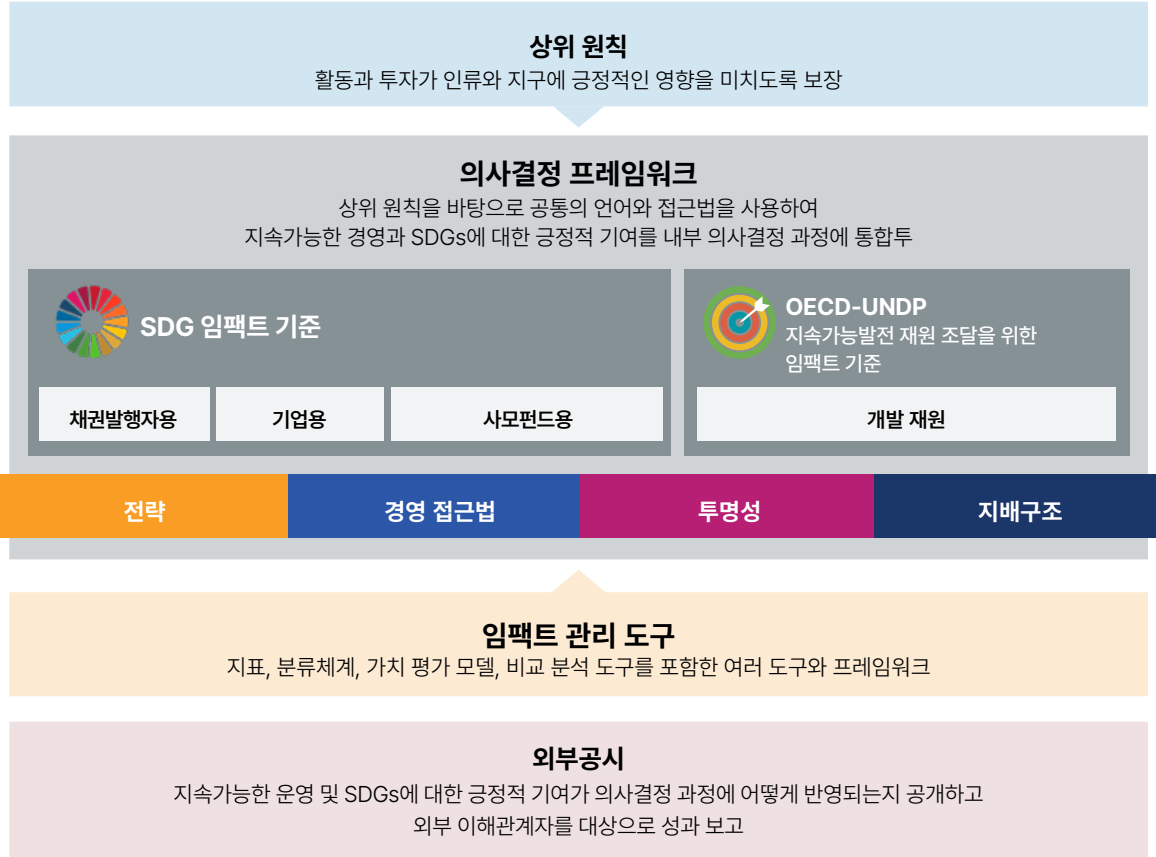 상위 원칙
활동과 투자가 인류와 지구에 긍정적인 영향을 미치도록 보장
의사결정 프레임워크
상위 원칙을 바탕으로 공통의 언어와 접근법을 사용하여
지속가능한 경영과 SDGs에 대한 긍정적 기여를 내부 의사결정 과정에 통합투
SDG 임팩트 기준
채권발행자용
기업용
사모펀드용
OECD-UNDP
지속가능발전 재원 조달을 위한
임팩트 기준
개발 재원
전략
경영 접근법
투명성
지배구조
임팩트 관리 도구
지표, 분류체계, 가치 평가 모델, 비교 분석 도구를 포함한 여러 도구와 프레임워크
외부공시
지속가능한 운영 및 SDGs에 대한 긍정적 기여가 의사결정 과정에 어떻게 반영되는지 공개하고
외부 이해관계자를 대상으로 성과 보고